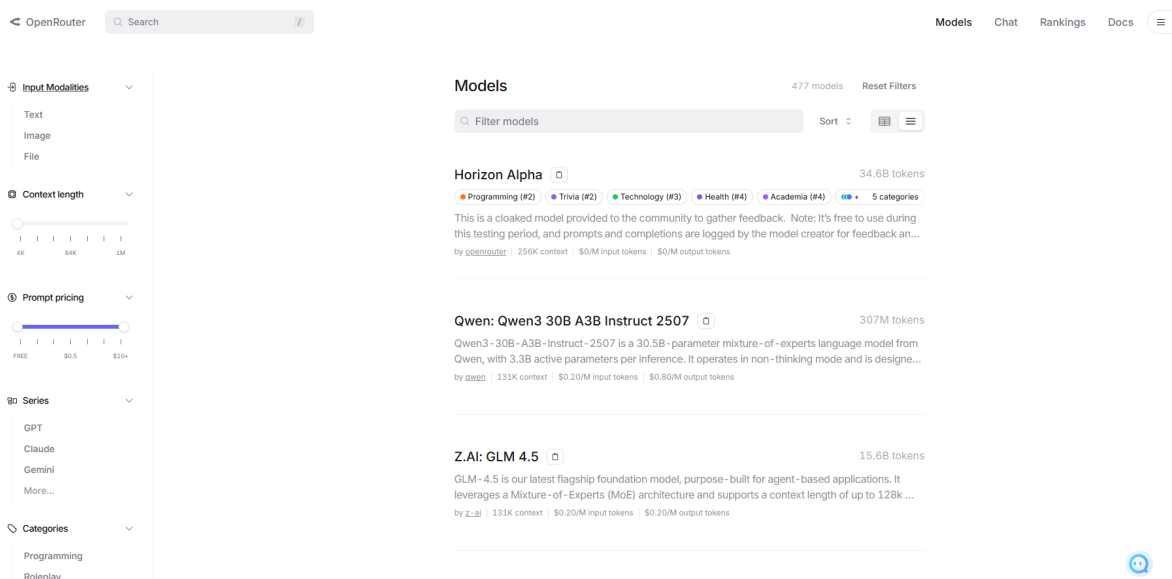 OpenRouter
Search /
Models Chat Rankings Docs
Input Modalities
Text
Image
File
Context length
4K 64K 1M
Prompt pricing
FREE $0.5 $10+
Series
GPT
Claude
Gemini
More...
Categories
Programming
Roleplay
Models 477 models Reset Filters
Filter models Sort
Horizon Alpha 34.6B tokens
Programming (#2) Trivia (#2) Technology (#3) Health (#4) Academia (#4) + 5 categories
This is a cloaked model provided to the community to gather feedback. Note: It's free to use during
this testing period, and prompts and completions are logged by the model creator for feedback an...
by openrouter 256K context $0/M input tokens $0/M output tokens
Qwen: Qwen3 30B A3B Instruct 2507 307M tokens
Qwen3-30B-A3B-Instruct-2507 is a 30.5B-parameter mixture-of-experts language model from
Qwen, with 3.3B active parameters per inference. It operates in non-thinking mode and is designe...
by qwen 131K context $0.20/M input tokens $0.80/M output tokens
Z.AI: GLM 4.5 15.6B tokens
GLM-4.5 is our latest flagship foundation model, purpose-built for agent-based applications. It
leverages a Mixture-of-Experts (MoE) architecture and supports a context length of up to 128k ...
by z-ai 131K context $0.20/M input tokens $0.20/M output tokens